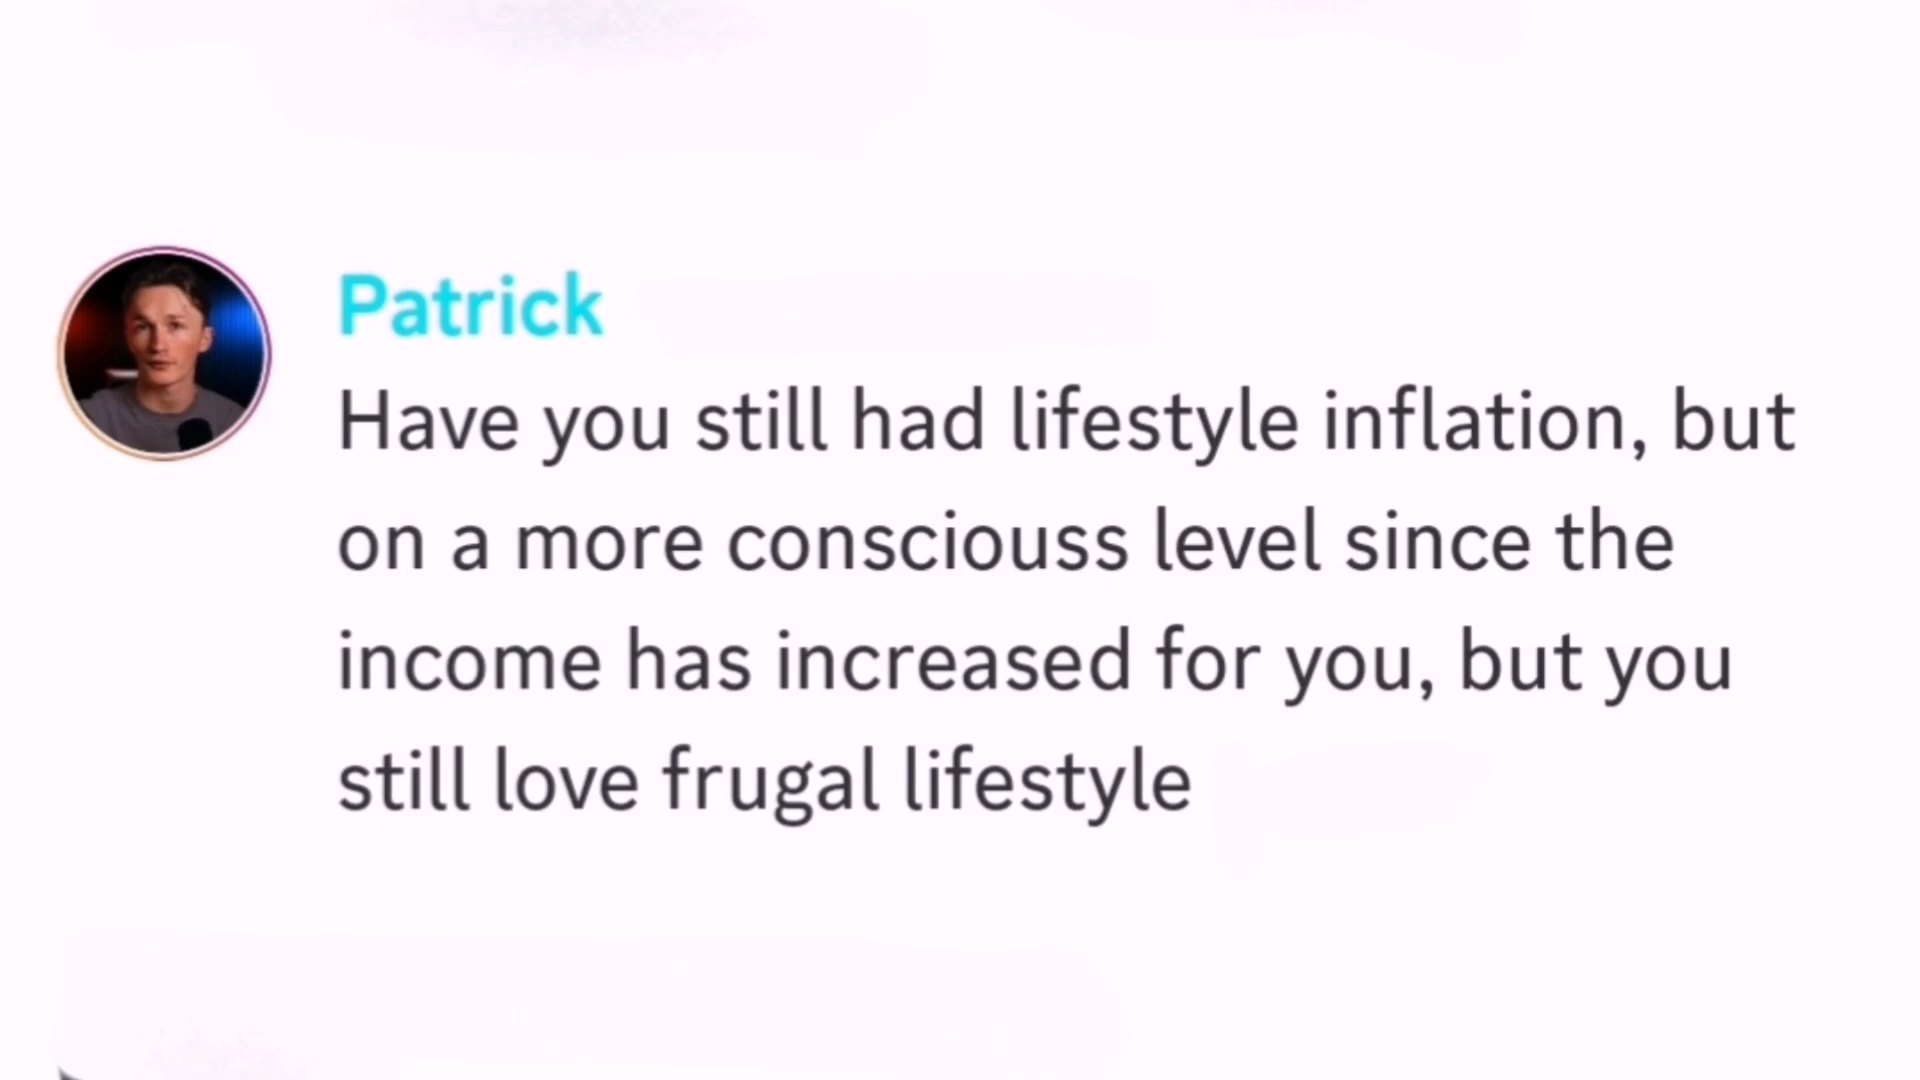 Patrick
Have you still had lifestyle inflation, but
on a more consciouss level since the
income has increased for you, but you
still love frugal lifestyle